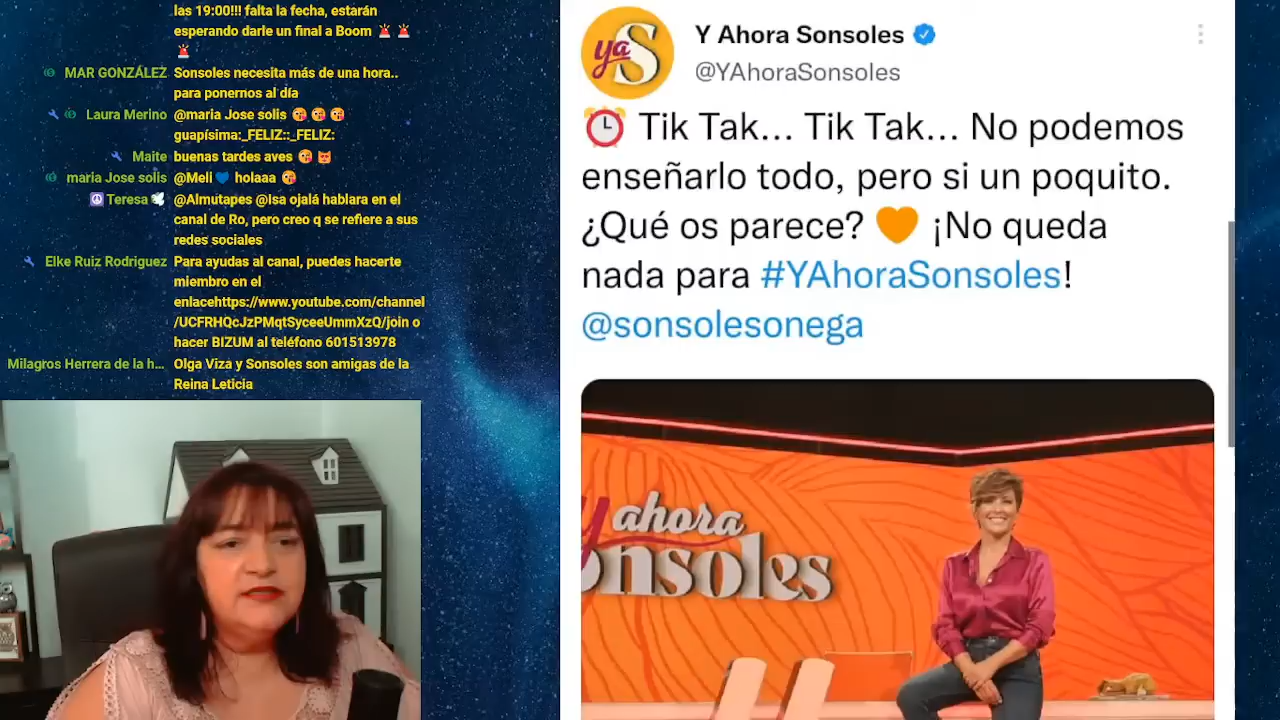 las 19:00!!! falta la fecha, estarán
esperando darle un final a Boom 🚨 🚨
🚨
MAR GONZÁLEZ Sonsoles necesita más de una hora..
para ponernos al día
Laura Merino @maria Jose solis 😘 😘 😘
guapísima:_FELIZ::_FELIZ:
Maite buenas tardes aves 😘 😻
maria Jose solis @Meli💙 holaaa 😘
☮️ Teresa 🕊️ @Almutapes @Isa ojalá hablara en el
canal de Ro, pero creo q se refiere a sus
redes sociales
Elke Ruiz Rodriguez Para ayudas al canal, puedes hacerte
miembro en el
enlacehttps://www.youtube.com/channel
/UCFRHQcJzPMqtSyceeUmmXzQ/join o
hacer BIZUM al teléfono 601513978
Milagros Herrera de la h... Olga Viza y Sonsoles son amigas de la
Reina Leticia
ya S
Y Ahora Sonsoles
@YAhoraSonsoles
⏰ Tik Tak... Tik Tak... No podemos
enseñarlo todo, pero si un poquito.
¿Qué os parece? 🧡 ¡No queda
nada para #YAhoraSonsoles!
@sonsolesonega
y ahora
onsoles